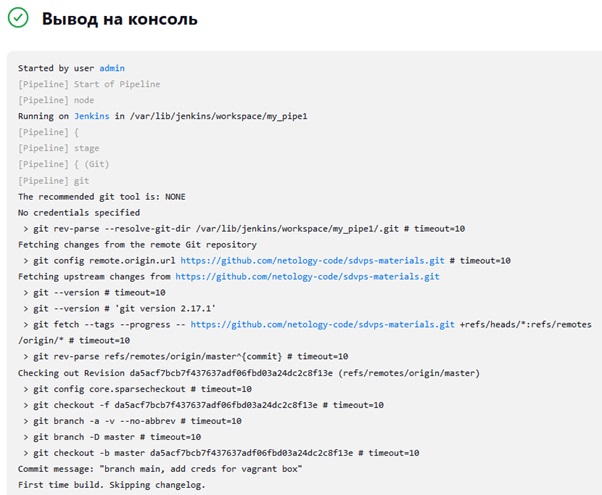 Вывод на консоль
Started by user admin
[Pipeline] Start of Pipeline
[Pipeline] node
Running on Jenkins in /var/lib/jenkins/workspace/my_pipe1
[Pipeline] {
[Pipeline] stage
[Pipeline] { (Git)
[Pipeline] git
The recommended git tool is: NONE
No credentials specified
> git rev-parse --resolve-git-dir /var/lib/jenkins/workspace/my_pipe1/.git # timeout=10
Fetching changes from the remote Git repository
> git config remote.origin.url https://github.com/netology-code/sdvps-materials.git # timeout=10
Fetching upstream changes from https://github.com/netology-code/sdvps-materials.git
> git --version # timeout=10
> git --version # 'git version 2.17.1'
> git fetch --tags --progress -- https://github.com/netology-code/sdvps-materials.git +refs/heads/*:refs/remotes
/origin/* # timeout=10
> git rev-parse refs/remotes/origin/master^{commit} # timeout=10
Checking out Revision da5acf7bcb7f437637adf06fbd03a24dc2c8f13e (refs/remotes/origin/master)
> git config core.sparsecheckout # timeout=10
> git checkout -f da5acf7bcb7f437637adf06fbd03a24dc2c8f13e # timeout=10
> git branch -a -v --no-abbrev # timeout=10
> git branch -D master # timeout=10
> git checkout -b master da5acf7bcb7f437637adf06fbd03a24dc2c8f13e # timeout=10
Commit message: "branch main, add creds for vagrant box"
First time build. Skipping changelog.